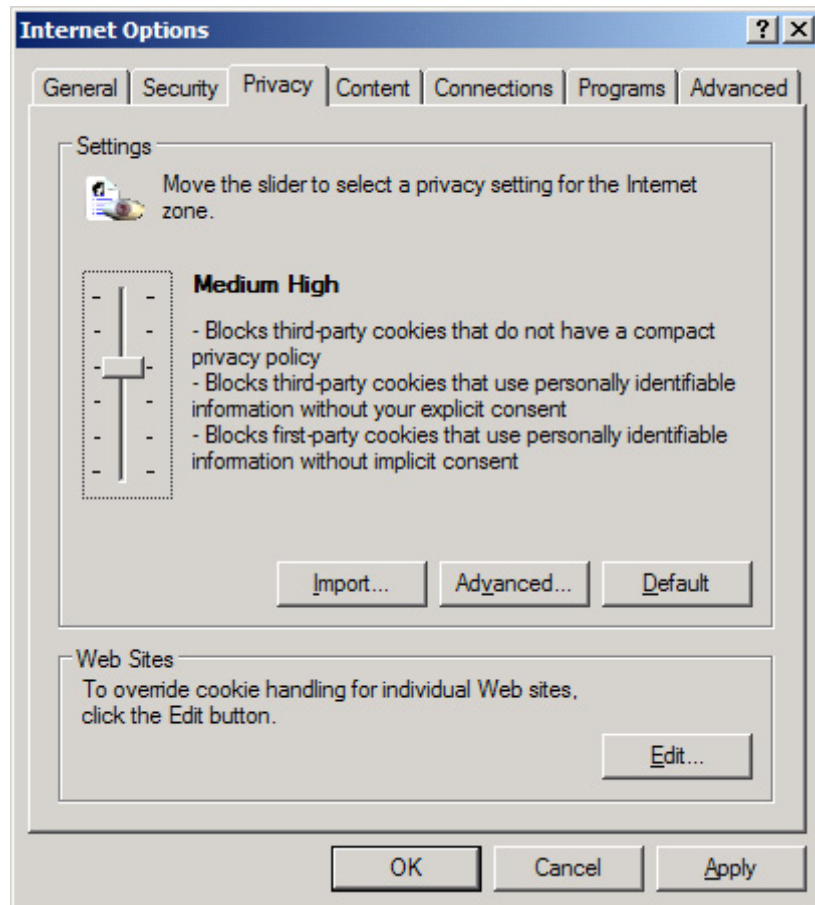 Internet Options
General Security Privacy Content Connections Programs Advanced
Settings
Move the slider to select a privacy setting for the Internet
zone.
Medium High
- Blocks third-party cookies that do not have a compact
privacy policy
- Blocks third-party cookies that use personally identifiable
information without your explicit consent
- Blocks first-party cookies that use personally identifiable
information without implicit consent
Import... Advanced... Default
Web Sites
To override cookie handling for individual Web sites,
click the Edit button.
Edit...
OK Cancel Apply